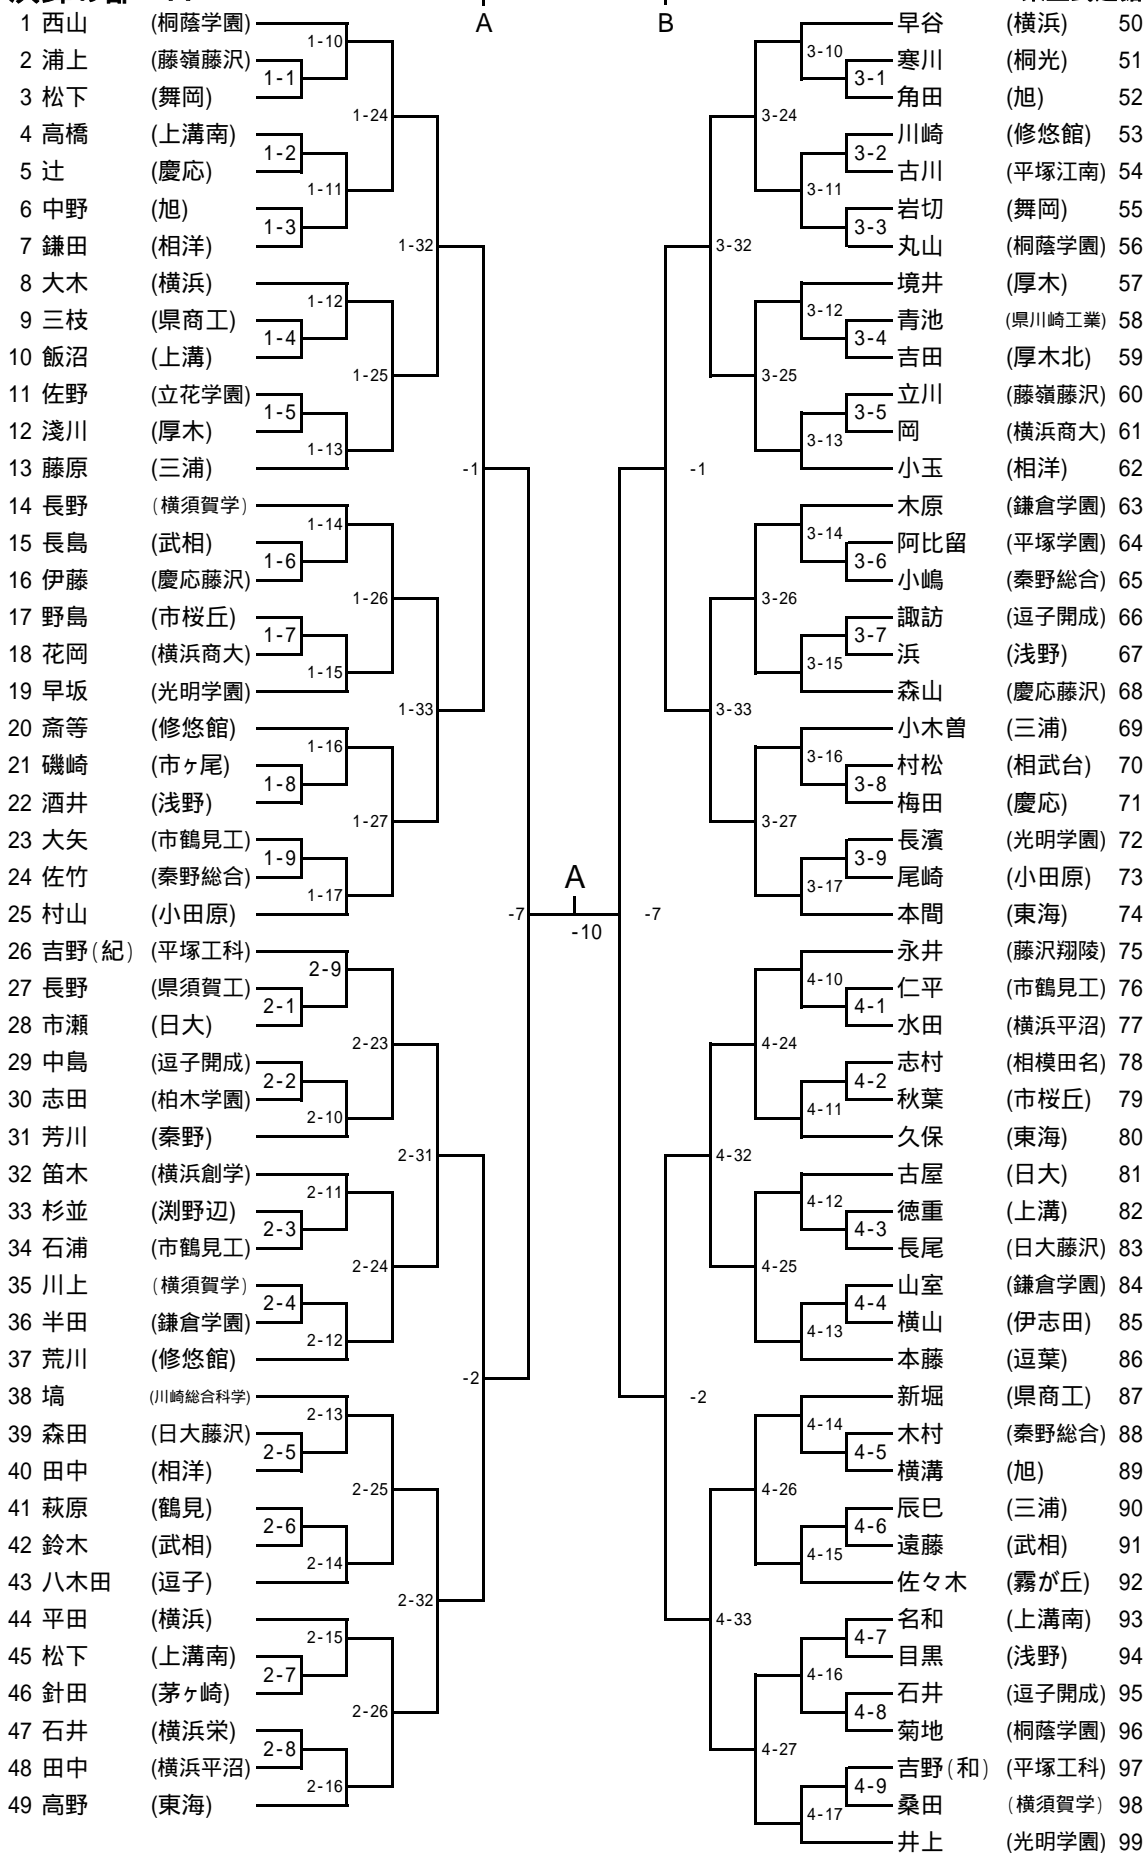 A B
1 西山 (桐蔭学園)
1-10
2 浦上 (藤嶺藤沢)
1-1
3 松下 (舞岡)
1-24
4 高橋 (上溝南)
1-2
5 辻 (慶応)
1-11
6 中野 (旭)
1-3
7 鎌田 (相洋)
1-32
8 大木 (横浜)
1-12
9 三枝 (県商工)
1-4
10 飯沼 (上溝)
1-25
11 佐野 (立花学園)
1-5
12 淺川 (厚木)
1-13
13 藤原 (三浦)
-1
14 長野 (横須賀学)
1-14
15 長島 (武相)
1-6
16 伊藤 (慶応藤沢)
1-26
17 野島 (市桜丘)
1-7
18 花岡 (横浜商大)
1-15
19 早坂 (光明学園)
1-33
20 斎等 (修悠館)
1-16
21 磯崎 (市ヶ尾)
1-8
22 酒井 (浅野)
1-27
23 大矢 (市鶴見工)
1-9
24 佐竹 (秦野総合)
1-17
25 村山 (小田原)
-7
26 吉野(紀) (平塚工科)
2-9
27 長野 (県須賀工)
2-1
28 市瀬 (日大)
2-23
29 中島 (逗子開成)
2-2
30 志田 (柏木学園)
2-10
31 芳川 (秦野)
2-31
32 笛木 (横浜創学)
2-11
33 杉並 (渕野辺)
2-3
34 石浦 (市鶴見工)
2-24
35 川上 (横須賀学)
2-4
36 半田 (鎌倉学園)
2-12
37 荒川 (修悠館)
-2
38 塙 (川崎総合科学)
2-13
39 森田 (日大藤沢)
2-5
40 田中 (相洋)
2-25
41 萩原 (鶴見)
2-6
42 鈴木 (武相)
2-14
43 八木田 (逗子)
2-32
44 平田 (横浜)
2-15
45 松下 (上溝南)
2-7
46 針田 (茅ヶ崎)
2-26
47 石井 (横浜栄)
2-8
48 田中 (横浜平沼)
2-16
49 高野 (東海)
A
-10
早谷 (横浜) 50
3-10
寒川 (桐光) 51
3-1
角田 (旭) 52
3-24
川崎 (修悠館) 53
3-2
古川 (平塚江南) 54
3-11
岩切 (舞岡) 55
3-3
丸山 (桐蔭学園) 56
3-32
境井 (厚木) 57
3-12
青池 (県川崎工業) 58
3-4
吉田 (厚木北) 59
3-25
立川 (藤嶺藤沢) 60
3-5
岡 (横浜商大) 61
3-13
小玉 (相洋) 62
-1
木原 (鎌倉学園) 63
3-14
阿比留 (平塚学園) 64
3-6
小嶋 (秦野総合) 65
3-26
諏訪 (逗子開成) 66
3-7
浜 (浅野) 67
3-15
森山 (慶応藤沢) 68
3-33
小木曽 (三浦) 69
3-16
村松 (相武台) 70
3-8
梅田 (慶応) 71
3-27
長濱 (光明学園) 72
3-9
尾崎 (小田原) 73
3-17
本間 (東海) 74
-7
永井 (藤沢翔陵) 75
4-10
仁平 (市鶴見工) 76
4-1
水田 (横浜平沼) 77
4-24
志村 (相模田名) 78
4-2
秋葉 (市桜丘) 79
4-11
久保 (東海) 80
4-32
古屋 (日大) 81
4-12
徳重 (上溝) 82
4-3
長尾 (日大藤沢) 83
4-25
山室 (鎌倉学園) 84
4-4
横山 (伊志田) 85
4-13
本藤 (逗葉) 86
-2
新堀 (県商工) 87
4-14
木村 (秦野総合) 88
4-5
横溝 (旭) 89
4-26
辰巳 (三浦) 90
4-6
遠藤 (武相) 91
4-15
佐々木 (霧が丘) 92
4-33
名和 (上溝南) 93
4-7
目黒 (浅野) 94
4-16
石井 (逗子開成) 95
4-8
菊地 (桐蔭学園) 96
4-27
吉野(和) (平塚工科) 97
4-9
桑田 (横須賀学) 98
4-17
井上 (光明学園) 99